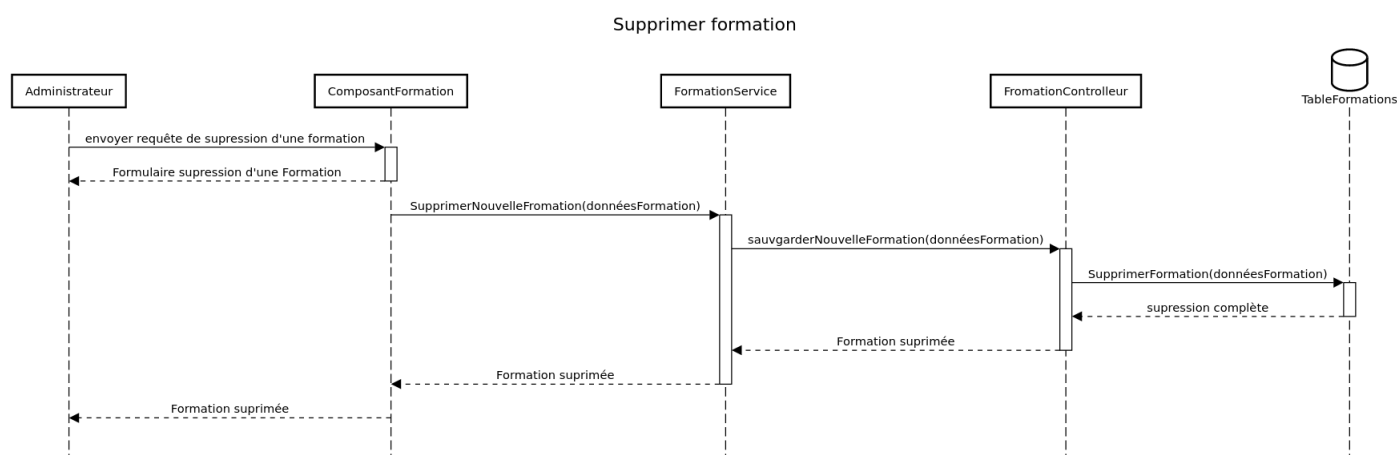 Supprimer formation
Administrateur
ComposantFormation
FormationService
FromationControlleur
TableFormations
envoyer requête de supression d'une formation
Formulaire supression d'une Formation
SupprimerNouvelleFromation(donnéesFormation)
sauvgarderNouvelleFormation(donnéesFormation)
SupprimerFormation(donnéesFormation)
supression complète
Formation suprimée
Formation suprimée
Formation suprimée